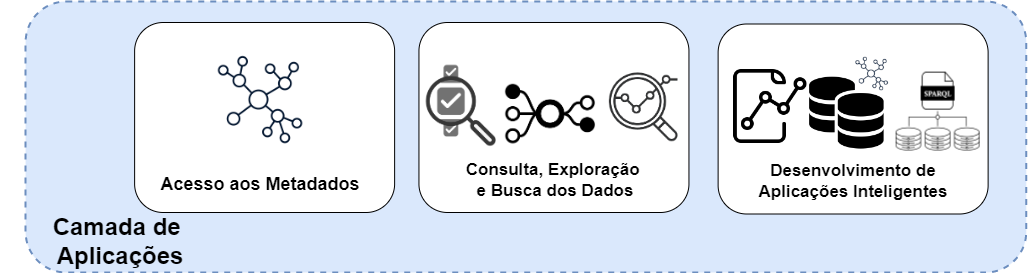 Acesso aos Metadados
Consulta, Exploração
e Busca dos Dados
SPARQL
Desenvolvimento de
Aplicações Inteligentes
Camada de
Aplicações